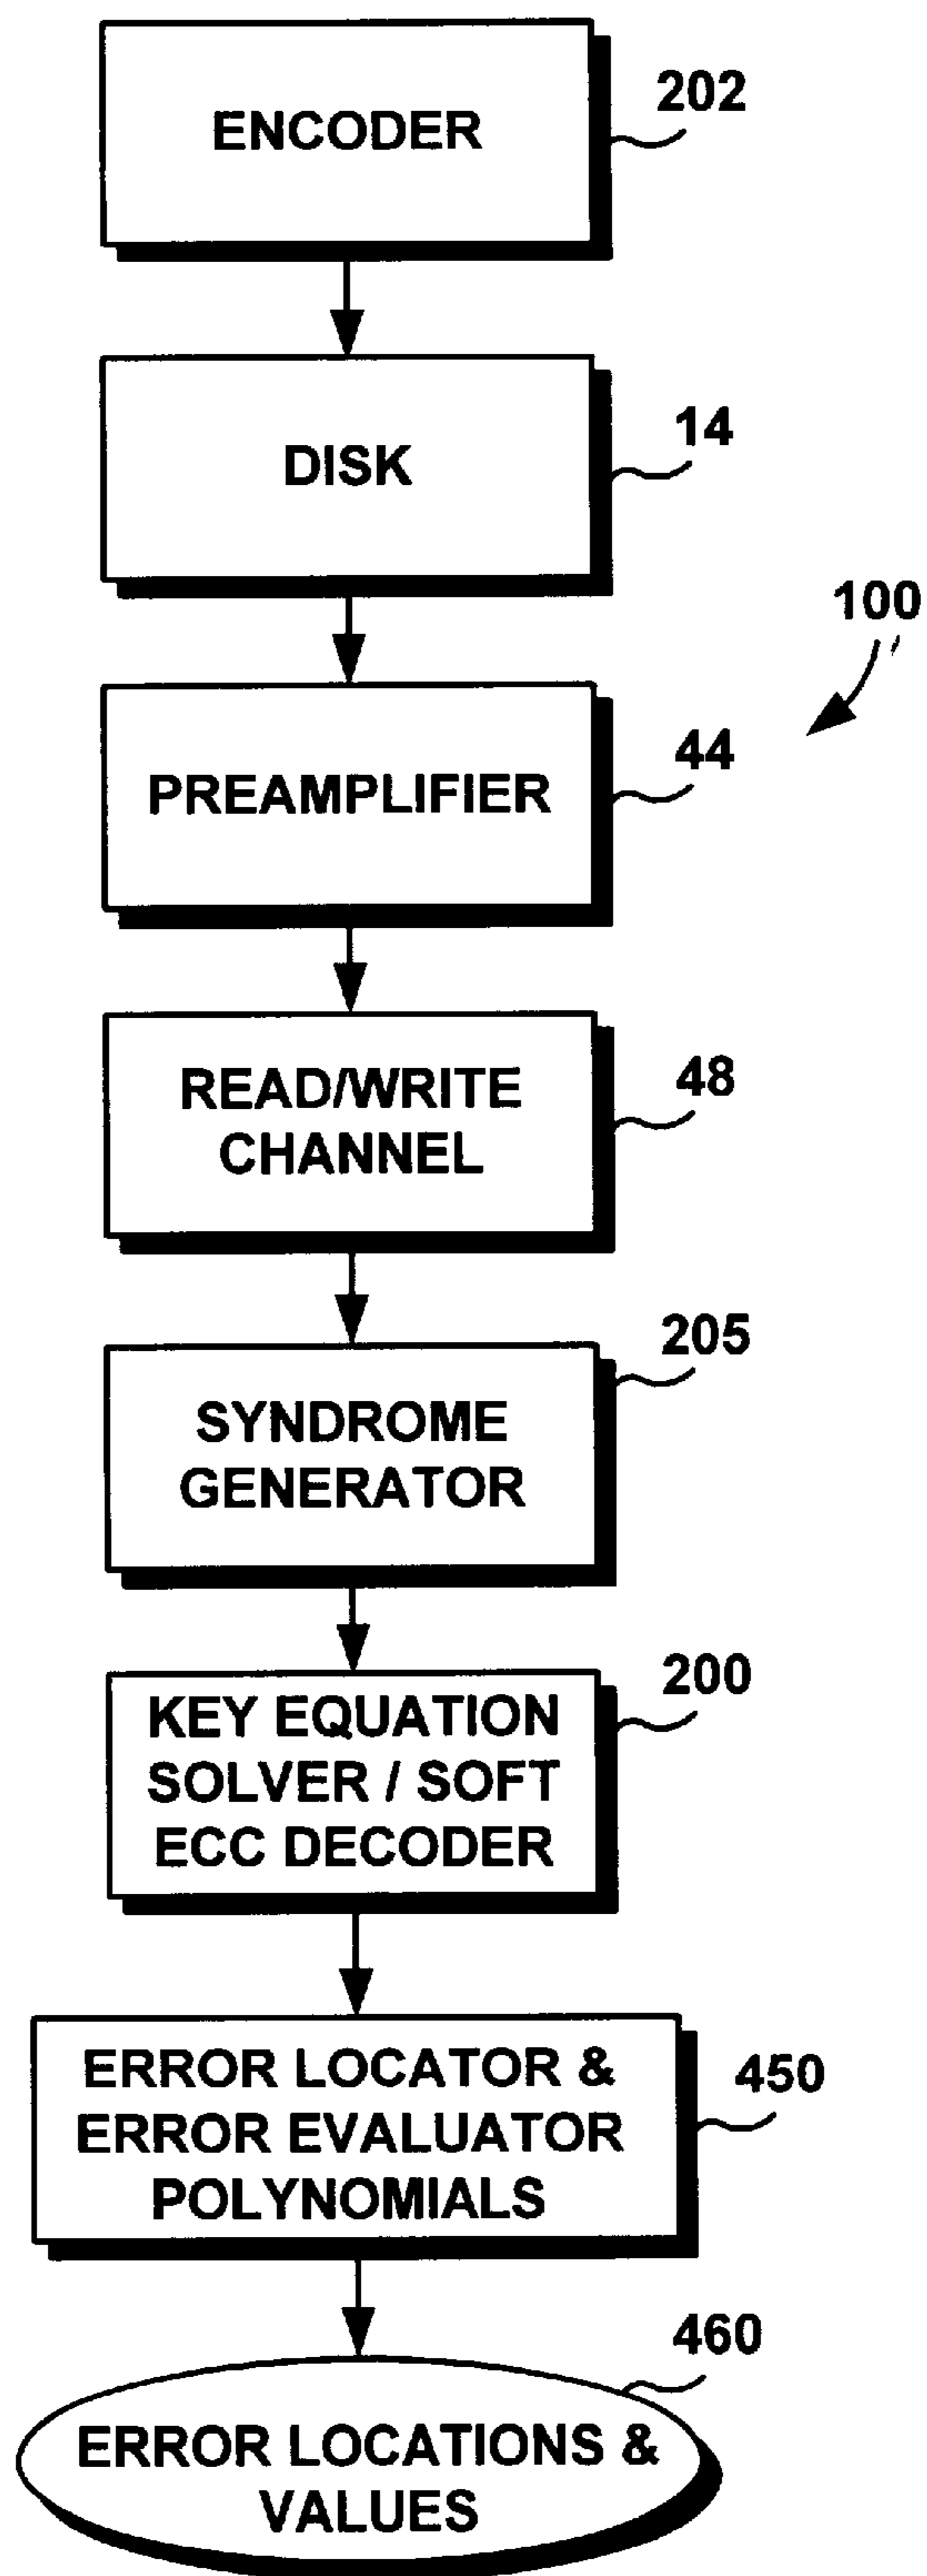 ENCODER
202
DISK
14
100
PREAMPLIFIER
44
READ/WRITE
CHANNEL
48
SYNDROME
GENERATOR
205
KEY EQUATION
SOLVER / SOFT
ECC DECODER
200
ERROR LOCATOR &
ERROR EVALUATOR
POLYNOMIALS
450
460
ERROR LOCATIONS &
VALUES